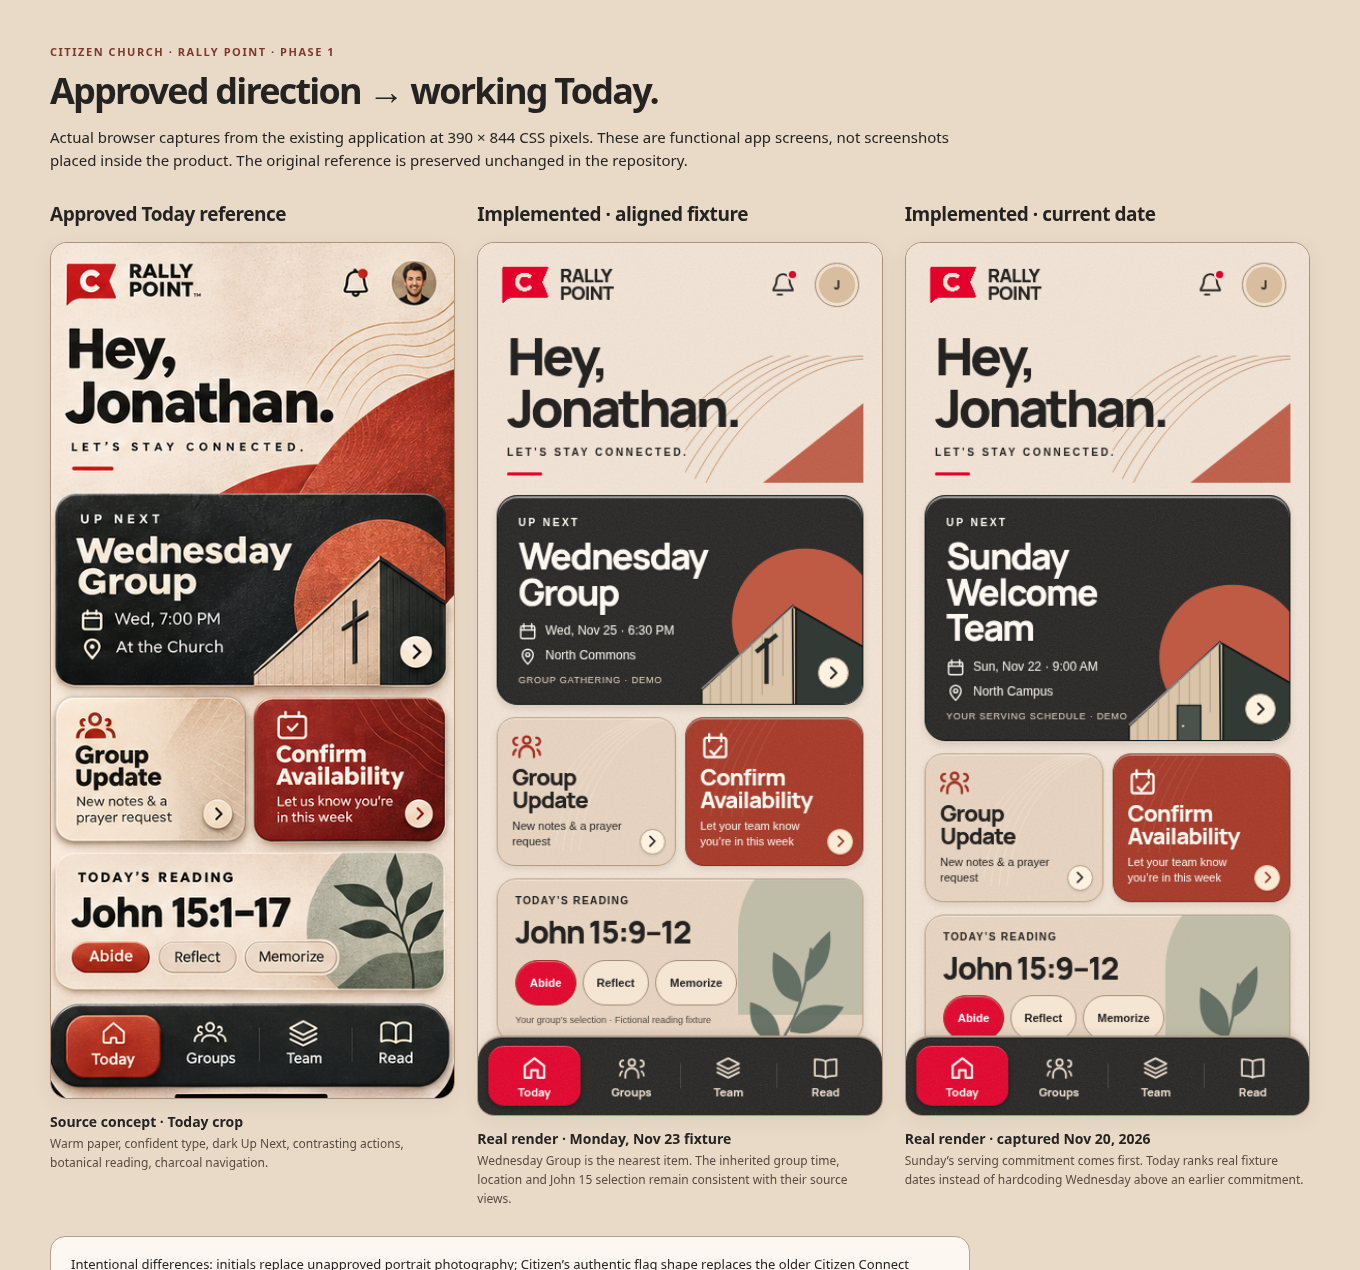 CITIZEN CHURCH · RALLY POINT · PHASE 1
Approved direction → working Today.
Actual browser captures from the existing application at 390 × 844 CSS pixels. These are functional app screens, not screenshots
placed inside the product. The original reference is preserved unchanged in the repository.
Approved Today reference
C RALLY
POINT™
Hey,
Jonathan.
LET'S STAY CONNECTED.
UP NEXT
Wednesday
Group
Wed, 7:00 PM
At the Church
Group
Update
New notes & a
prayer request
Confirm
Availability
Let us know you're
in this week
TODAY'S READING
John 15:1–17
Abide Reflect Memorize
Today Groups Team Read
Source concept · Today crop
Warm paper, confident type, dark Up Next, contrasting actions,
botanical reading, charcoal navigation.
Implemented · aligned fixture
C RALLY
POINT
J
Hey,
Jonathan.
LET'S STAY CONNECTED.
UP NEXT
Wednesday
Group
Wed, Nov 25 · 6:30 PM
North Commons
GROUP GATHERING · DEMO
Group
Update
New notes & a prayer
request
Confirm
Availability
Let your team know
you're in this week
TODAY'S READING
John 15:9–12
Abide Reflect Memorize
Your group's selection · Fictional reading fixture
Today Groups Team Read
Real render · Monday, Nov 23 fixture
Wednesday Group is the nearest item. The inherited group time,
location and John 15 selection remain consistent with their source
views.
Implemented · current date
C RALLY
POINT
J
Hey,
Jonathan.
LET'S STAY CONNECTED.
UP NEXT
Sunday
Welcome
Team
Sun, Nov 22 · 9:00 AM
North Campus
YOUR SERVING SCHEDULE · DEMO
Group
Update
New notes & a prayer
request
Confirm
Availability
Let your team know
you're in this week
TODAY'S READING
John 15:9–12
Abide Reflect Memorize
Today Groups Team Read
Real render · captured Nov 20, 2026
Sunday's serving commitment comes first. Today ranks real fixture
dates instead of hardcoding Wednesday above an earlier commitment.
Intentional differences: initials replace unapproved portrait photography; Citizen's authentic flag shape replaces the older Citizen Connect